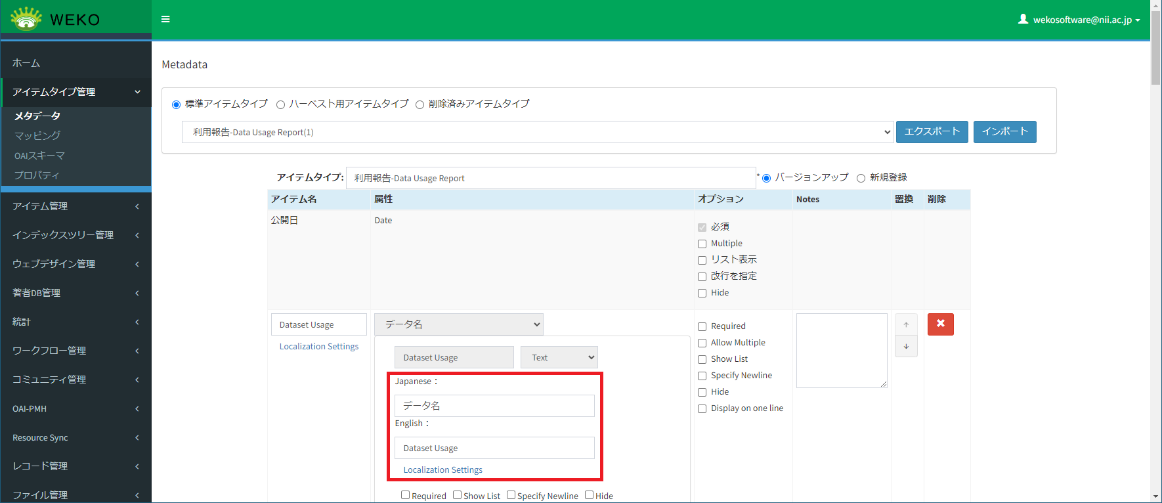 WEKO
wekosoftware@nii.ac.jp
ホーム
アイテムタイプ管理
メタデータ
マッピング
OAIスキーマ
プロパティ
アイテム管理
インデックスツリー管理
ウェブデザイン管理
著者DB管理
統計
ワークフロー管理
コミュニティ管理
OAI-PMH
Resource Sync
レコード管理
ファイル管理
Metadata
標準アイテムタイプ ハーベスト用アイテムタイプ 削除済みアイテムタイプ
利用報告-Data Usage Report(1) エクスポート インポート
アイテムタイプ: 利用報告-Data Usage Report * バージョンアップ 新規登録
アイテム名 属性 オプション Notes 置換 削除
公開日 Date
必須
Multiple
リスト表示
改行を指定
Hide
Dataset Usage データ名
Localization Settings
Dataset Usage Text
Japanese：
データ名
English：
Dataset Usage
Localization Settings
Required Show List Specify Newline Hide
Required
Allow Multiple
Show List
Specify Newline
Hide
Display on one line